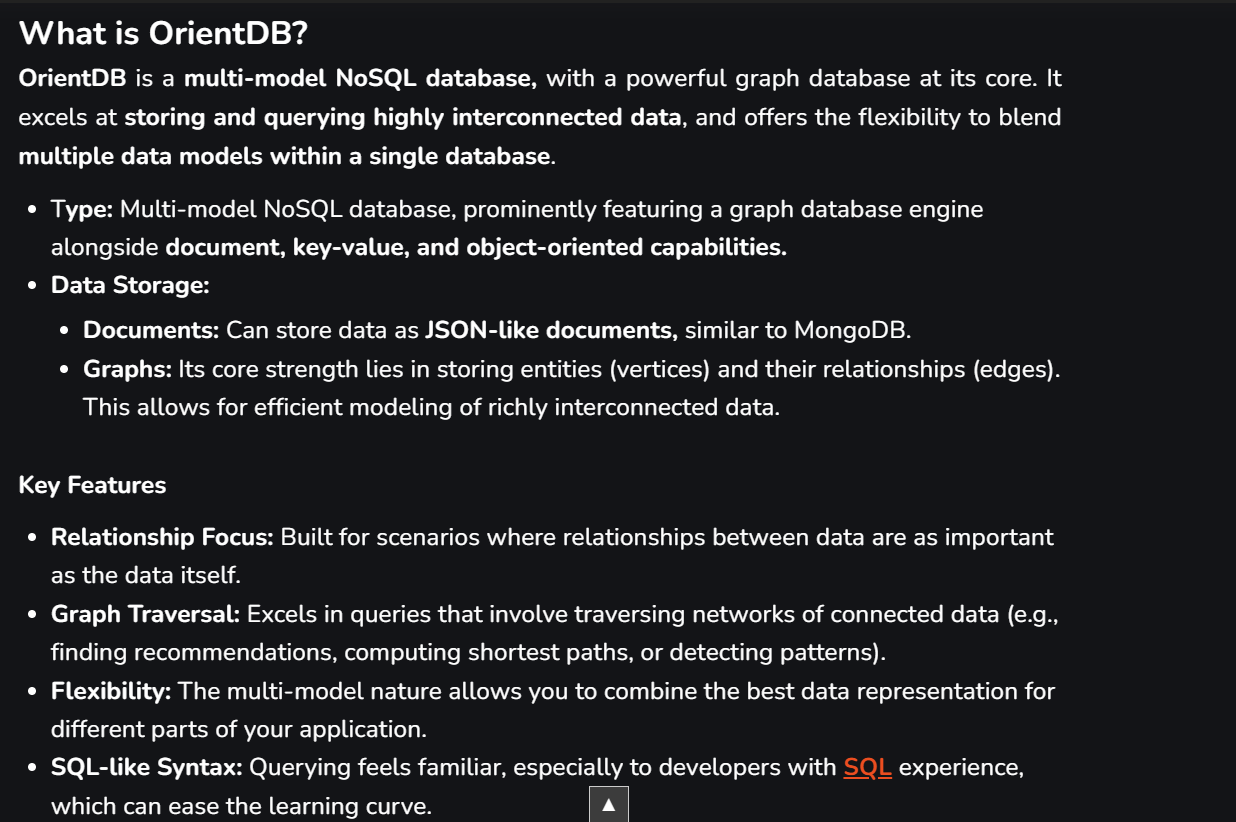 What is OrientDB?
OrientDB is a multi-model NoSQL database, with a powerful graph database at its core. It
excels at storing and querying highly interconnected data, and offers the flexibility to blend
multiple data models within a single database.
Type: Multi-model NoSQL database, prominently featuring a graph database engine
alongside document, key-value, and object-oriented capabilities.
Data Storage:
Documents: Can store data as JSON-like documents, similar to MongoDB.
Graphs: Its core strength lies in storing entities (vertices) and their relationships (edges).
This allows for efficient modeling of richly interconnected data.
Key Features
Relationship Focus: Built for scenarios where relationships between data are as important
as the data itself.
Graph Traversal: Excels in queries that involve traversing networks of connected data (e.g.,
finding recommendations, computing shortest paths, or detecting patterns).
Flexibility: The multi-model nature allows you to combine the best data representation for
different parts of your application.
SQL-like Syntax: Querying feels familiar, especially to developers with SQL experience,
which can ease the learning curve.